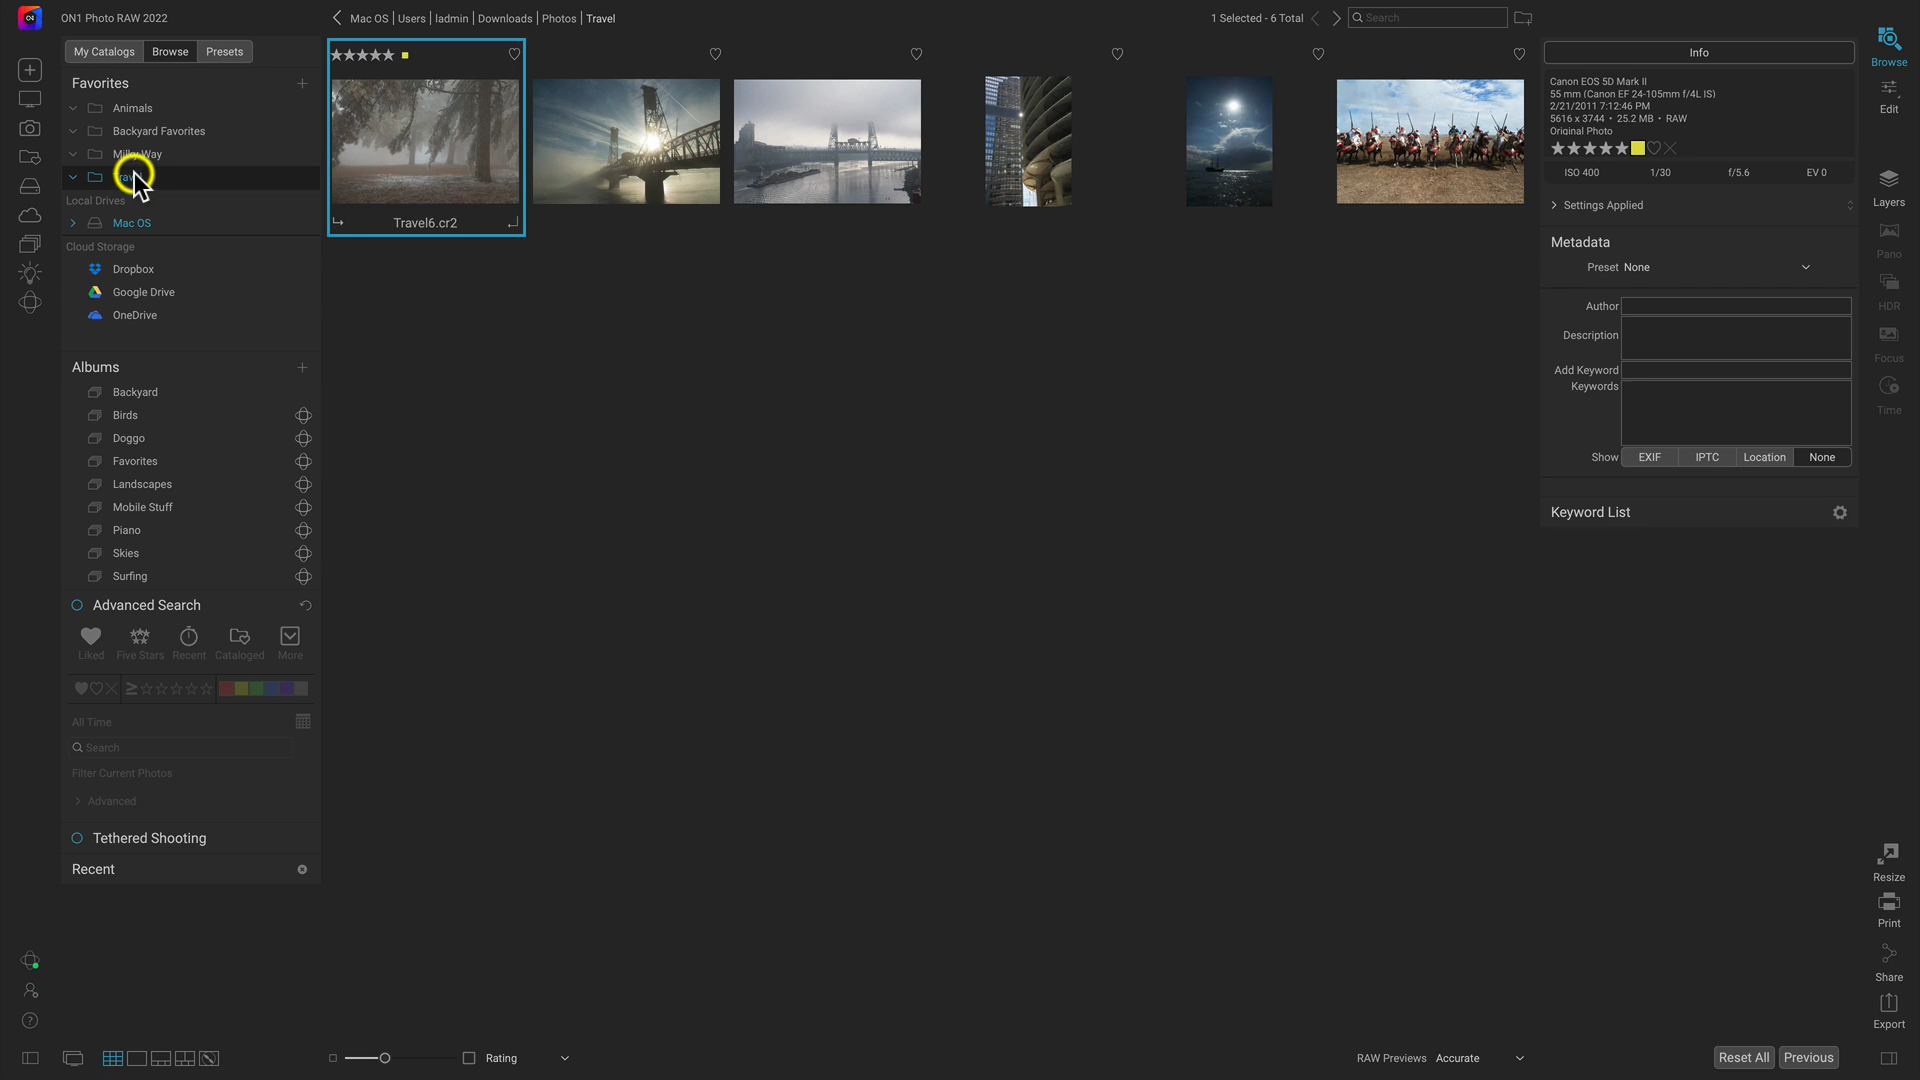 ON1 Photo RAW 2022
Mac OS | Users | ladmin | Downloads | Photos | Travel
1 Selected - 6 Total
Search
My Catalogs
Browse
Presets
Favorites
Animals
Backyard Favorites
Milky Way
Local Drives
Mac OS
Cloud Storage
Dropbox
Google Drive
OneDrive
Albums
Backyard
Birds
Doggo
Favorites
Landscapes
Mobile Stuff
Piano
Skies
Surfing
Advanced Search
Liked
Five Stars
Recent
Cataloged
More
All Time
Search
Filter Current Photos
Advanced
Tethered Shooting
Recent
Travel6.cr2
Rating
RAW Previews Accurate
Info
Canon EOS 5D Mark II
55 mm (Canon EF 24-105mm f/4L IS)
2/21/2011 7:12:46 PM
5616 x 3744 • 25.2 MB • RAW
Original Photo
ISO 400
1/30
f/5.6
EV 0
Settings Applied
Metadata
Preset None
Author
Description
Add Keyword
Keywords
Show
EXIF
IPTC
Location
None
Keyword List
Reset All
Previous
Browse
Edit
Layers
Pano
HDR
Focus
Time
Resize
Print
Share
Export